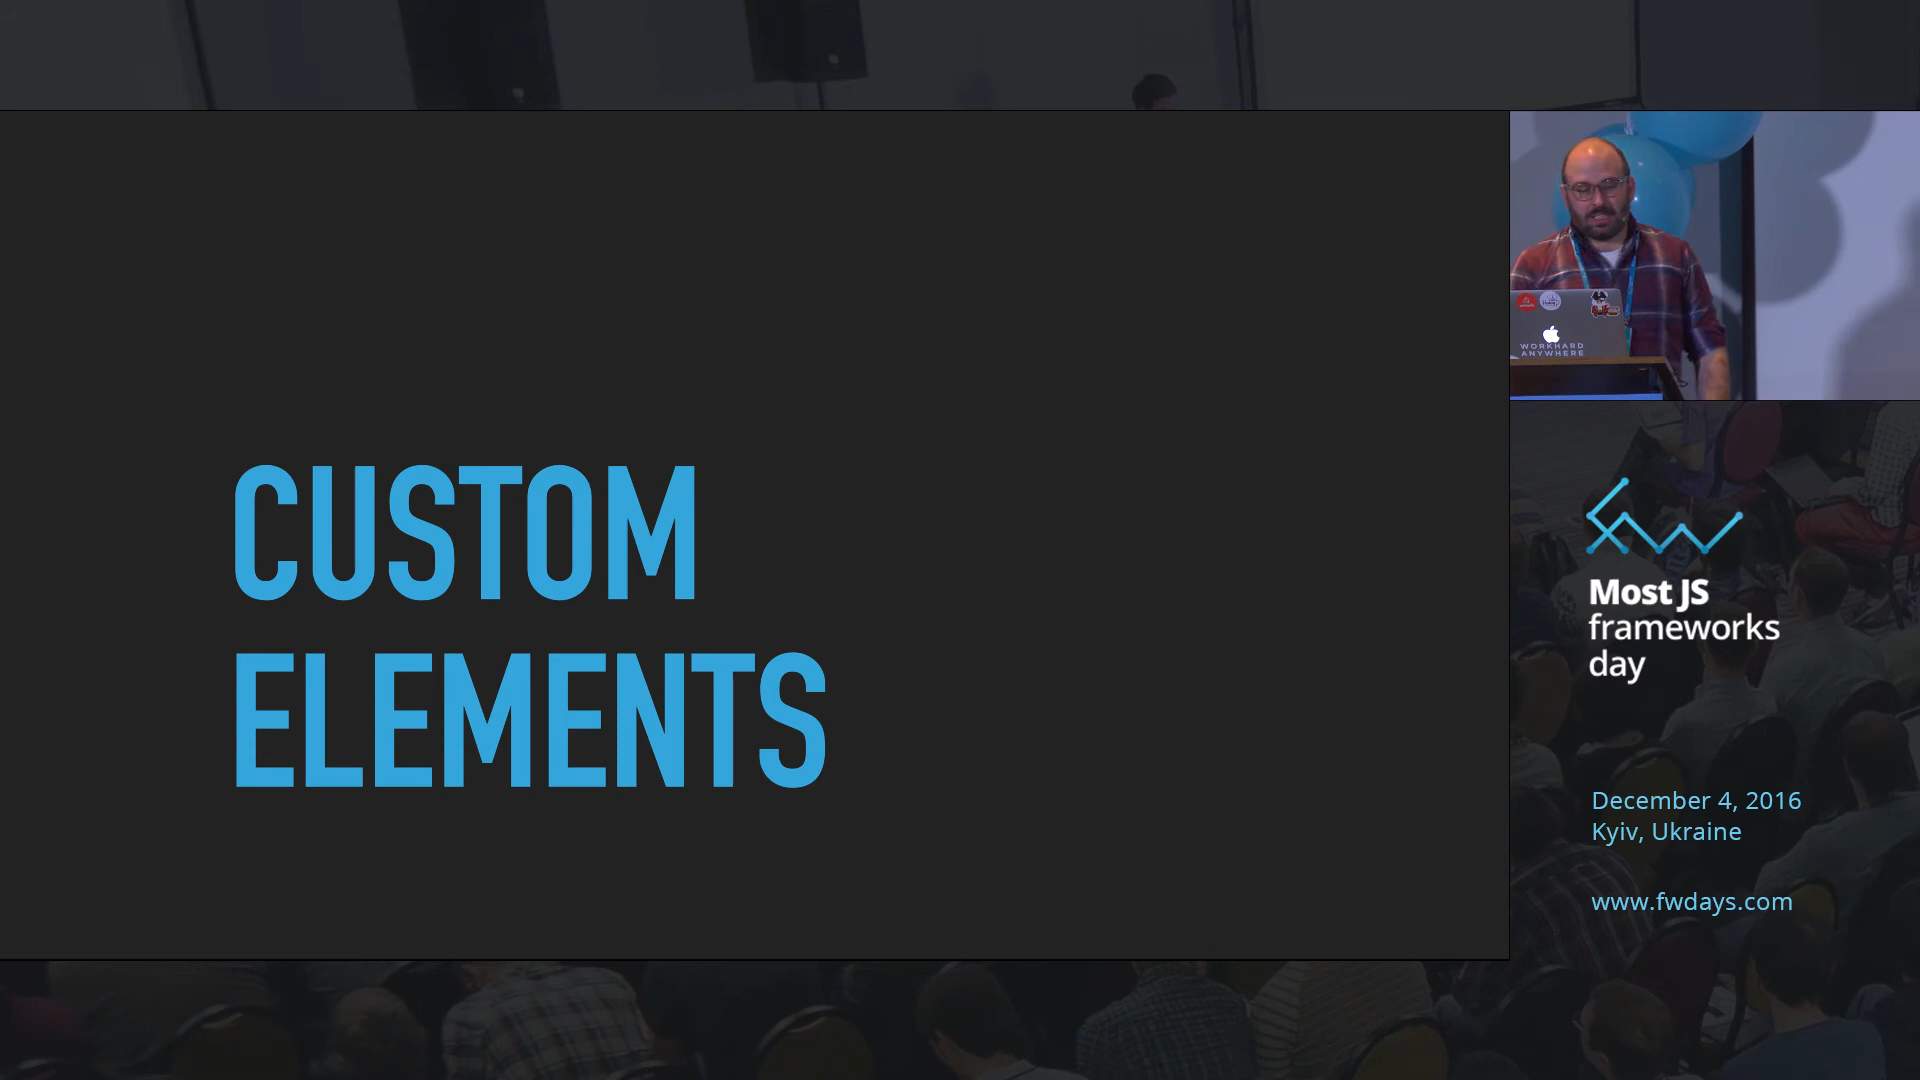 CUSTOM
ELEMENTS
WORKHARD
ANYWHERE
Most JS
frameworks
day
December 4, 2016
Kyiv, Ukraine
www.fwdays.com